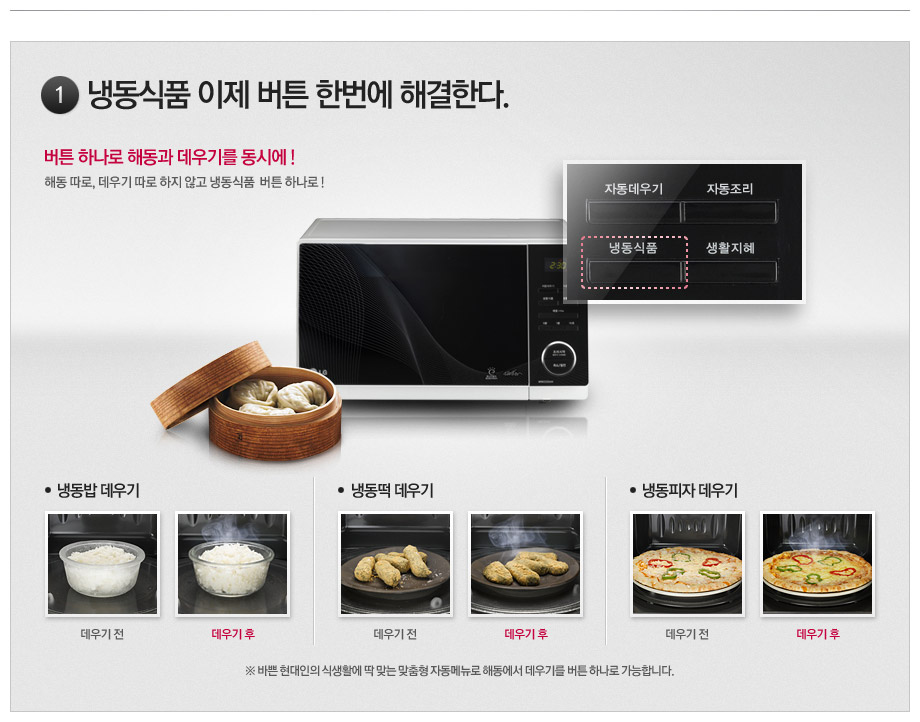 1 냉동식품 이제 버튼 한번에 해결한다.
버튼 하나로 해동과 데우기를 동시에 !
해동 따로, 데우기 따로 하지 않고 냉동식품 버튼 하나로 !
자동데우기 자동조리
냉동식품 생활지혜
2:30
LG
• 냉동밥 데우기
데우기 전 데우기 후
• 냉동떡 데우기
데우기 전 데우기 후
• 냉동피자 데우기
데우기 전 데우기 후
※ 바쁜 현대인의 식생활에 딱 맞는 맞춤형 자동메뉴로 해동에서 데우기를 버튼 하나로 가능합니다.